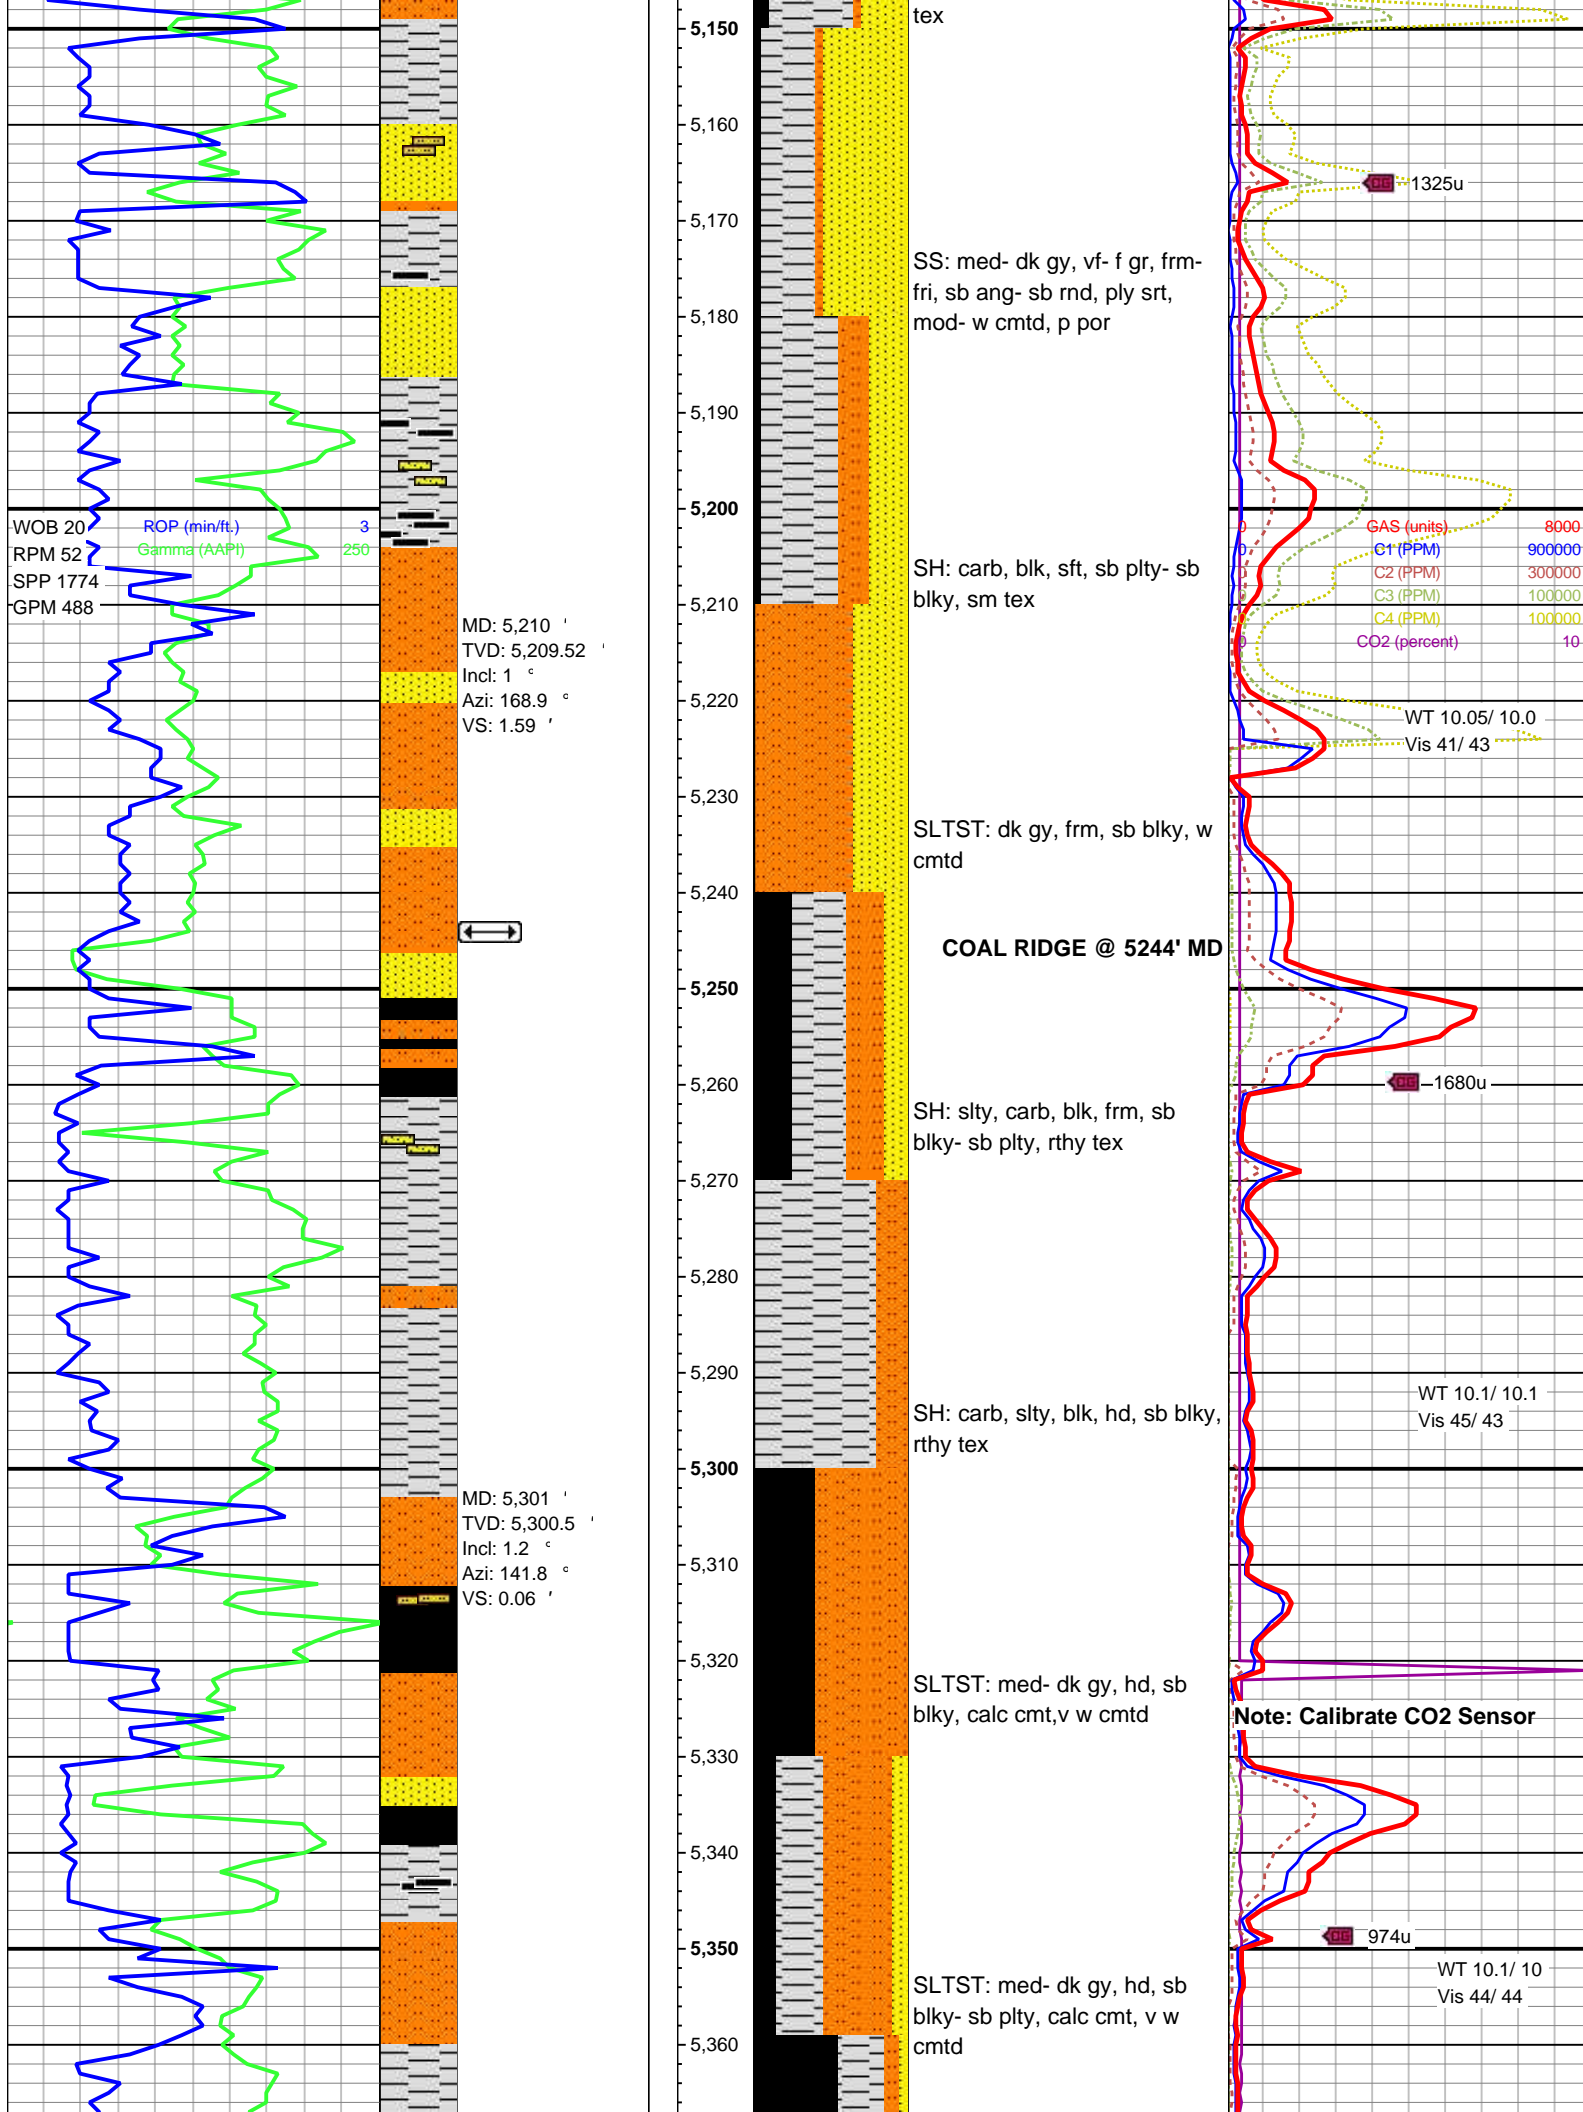 tex
5,150
5,160
CG 1325u
5,170
SS: med- dk gy, vf- f gr, frm-
fri, sb ang- sb rnd, ply srt,
mod- w cmtd, p por
5,180
5,190
5,200
WOB 20 ROP (min/ft.) 3
Gamma (AAPI) 250
RPM 52
SPP 1774
GPM 488
0 GAS (units) 8000
0 C1 (PPM) 900000
0 C2 (PPM) 300000
0 C3 (PPM) 100000
C4 (PPM) 100000
0 CO2 (percent) 10
SH: carb, blk, sft, sb plty- sb
blky, sm tex
5,210
MD: 5,210 '
TVD: 5,209.52 '
Incl: 1 °
Azi: 168.9 °
VS: 1.59 '
5,220
WT 10.05/ 10.0
Vis 41/ 43
5,230
SLTST: dk gy, frm, sb blky, w
cmtd
5,240
COAL RIDGE @ 5244' MD
5,250
5,260
CG 1680u
SH: slty, carb, blk, frm, sb
blky- sb plty, rthy tex
5,270
5,280
5,290
WT 10.1/ 10.1
Vis 45/ 43
SH: carb, slty, blk, hd, sb blky,
rthy tex
5,300
MD: 5,301 '
TVD: 5,300.5 '
Incl: 1.2 °
Azi: 141.8 °
VS: 0.06 '
5,310
5,320
SLTST: med- dk gy, hd, sb
blky, calc cmt,v w cmtd
Note: Calibrate CO2 Sensor
5,330
5,340
CG 974u
5,350
WT 10.1/ 10
Vis 44/ 44
SLTST: med- dk gy, hd, sb
blky- sb plty, calc cmt, v w
cmtd
5,360